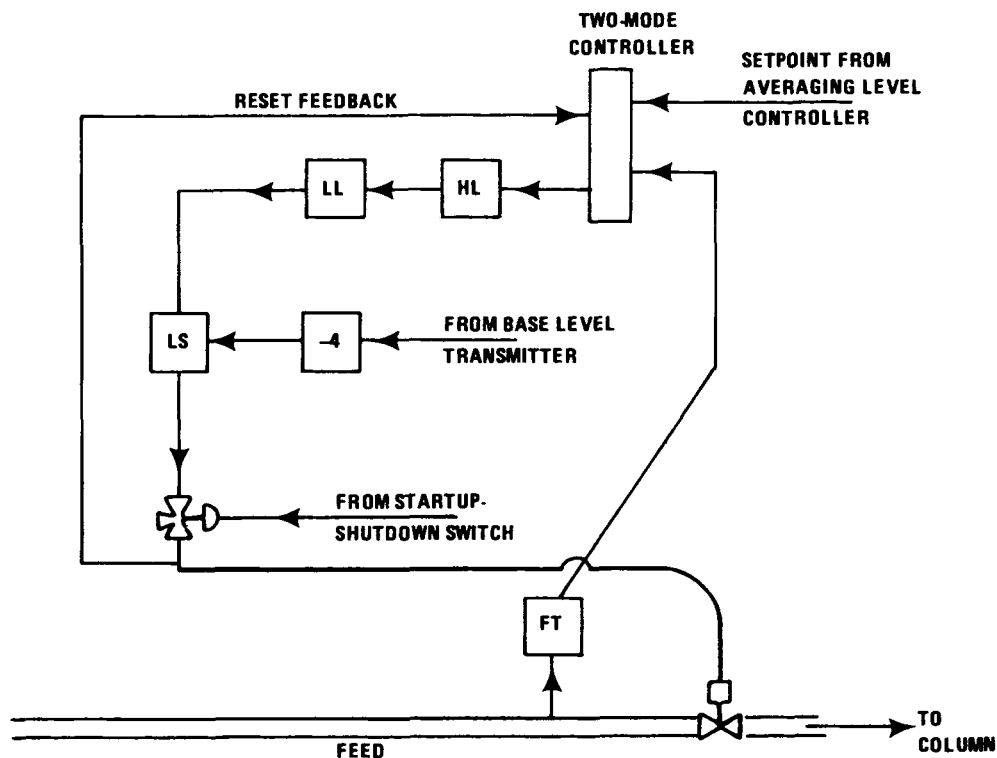 TWO-MODE
CONTROLLER
SETPOINT FROM
AVERAGING LEVEL
CONTROLLER
RESET FEEDBACK
LL
HL
LS
-4
FROM BASE LEVEL
TRANSMITTER
FROM STARTUP-
SHUTDOWN SWITCH
FT
FEED
TO
COLUMN